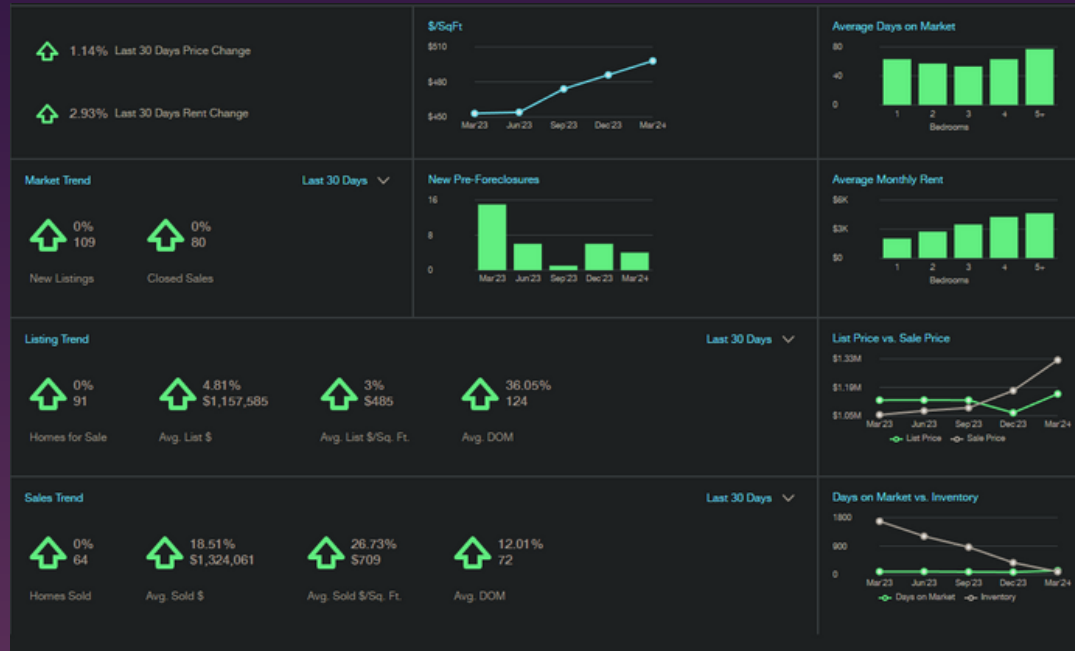 1.14% Last 30 Days Price Change
2.93% Last 30 Days Rent Change
$/SqFt
$510
$480
$460
Mar'23 Jun'23 Sep'23 Dec'23 Mar'24
Average Days on Market
80
40
0
1 2 3 4 5+
Bedrooms
Market Trend
Last 30 Days
0%
109
New Listings
0%
80
Closed Sales
New Pre-Foreclosures
16
8
0
Mar'23 Jun'23 Sep'23 Dec'23 Mar'24
Average Monthly Rent
$6K
$3K
$0
1 2 3 4 5+
Bedrooms
Listing Trend
Last 30 Days
0%
91
Homes for Sale
4.81%
$1,157,585
Avg. List $
3%
$485
Avg. List $/Sq. Ft.
36.05%
124
Avg. DOM
List Price vs. Sale Price
$1.33M
$1.19M
$1.05M
Mar'23 Jun'23 Sep'23 Dec'23 Mar'24
List Price Sale Price
Sales Trend
Last 30 Days
0%
64
Homes Sold
18.51%
$1,324,061
Avg. Sold $
26.73%
$709
Avg. Sold $/Sq. Ft.
12.01%
72
Avg. DOM
Days on Market vs. Inventory
1800
900
0
Mar'23 Jun'23 Sep'23 Dec'23 Mar'24
Days on Market Inventory